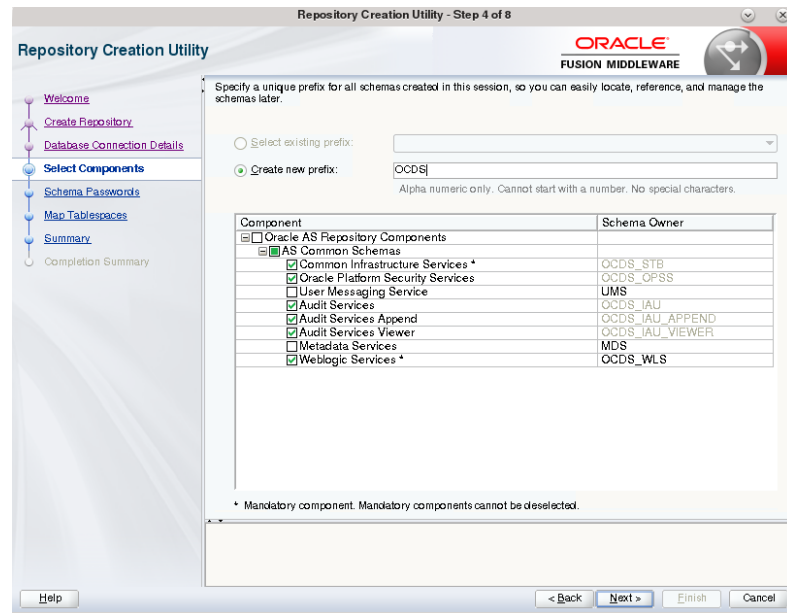 Repository Creation Utility - Step 4 of 8
Repository Creation Utility
ORACLE
FUSION MIDDLEWARE
Welcome
Create Repository
Database Connection Details
Select Components
Schema Passwords
Map Tablespaces
Summary
Completion Summary
Specify a unique prefix for all schemas created in this session, so you can easily locate, reference, and manage the
schemas later.
Select existing prefix:
Create new prefix: OCDS
Alpha numeric only. Cannot start with a number. No special characters.
Component Schema Owner
Oracle AS Repository Components
AS Common Schemas
Common Infrastructure Services * OCDS_STB
Oracle Platform Security Services OCDS_OPSS
User Messaging Service UMS
Audit Services OCDS_IAU
Audit Services Append OCDS_IAU_APPEND
Audit Services Viewer OCDS_IAU_VIEWER
Metadata Services MDS
Weblogic Services * OCDS_WLS
* Mandatory component. Mandatory components cannot be deselected.
Help < Back Next > Finish Cancel